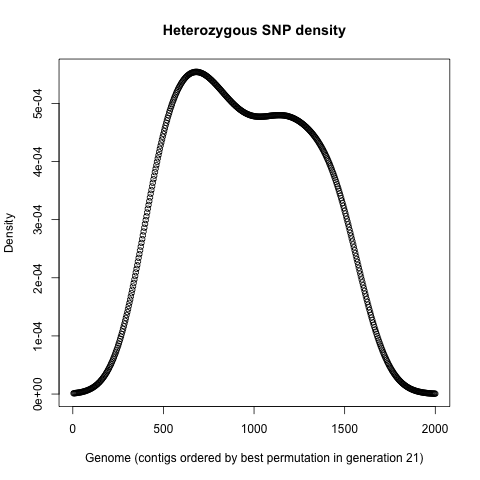 Heterozygous SNP density
Density
5e-04
4e-04
3e-04
2e-04
1e-04
0e+00
0 500 1000 1500 2000
Genome (contigs ordered by best permutation in generation 21)